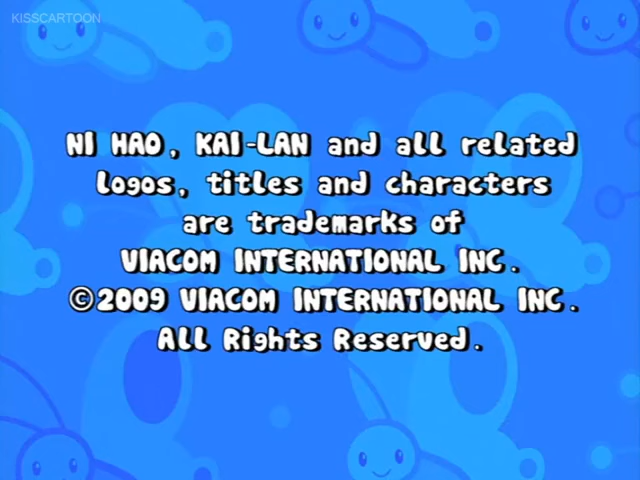 KISSCARTOON
NI HAO, KAI-LAN and all related
logos, titles and characters
are trademarks of
VIACOM INTERNATIONAL INC.
©2009 VIACOM INTERNATIONAL INC.
All Rights Reserved.